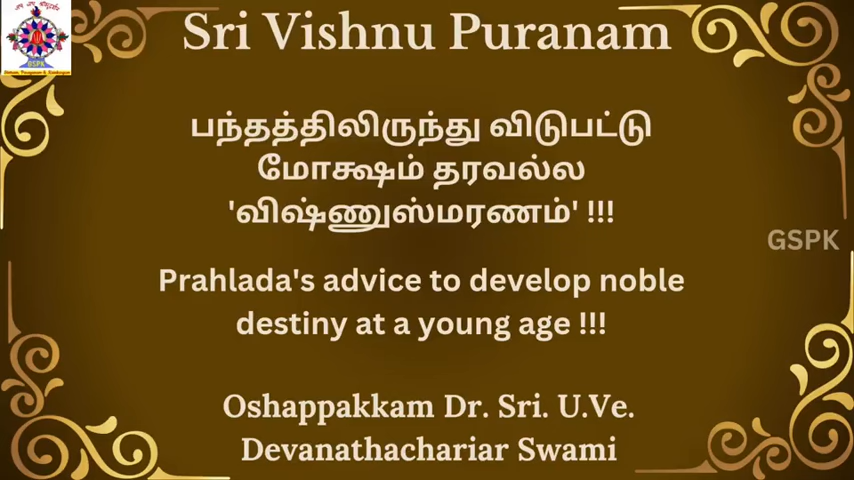 Sri Vishnu Puranam
பந்தத்திலிருந்து விடுபட்டு
மோக்ஷம் தரவல்ல
'விஷ்ணுஸ்மரணம்' !!!
GSPK
Prahlada's advice to develop noble
destiny at a young age !!!
Oshappakkam Dr. Sri. U.Ve.
Devanathachariar Swami
GSPK